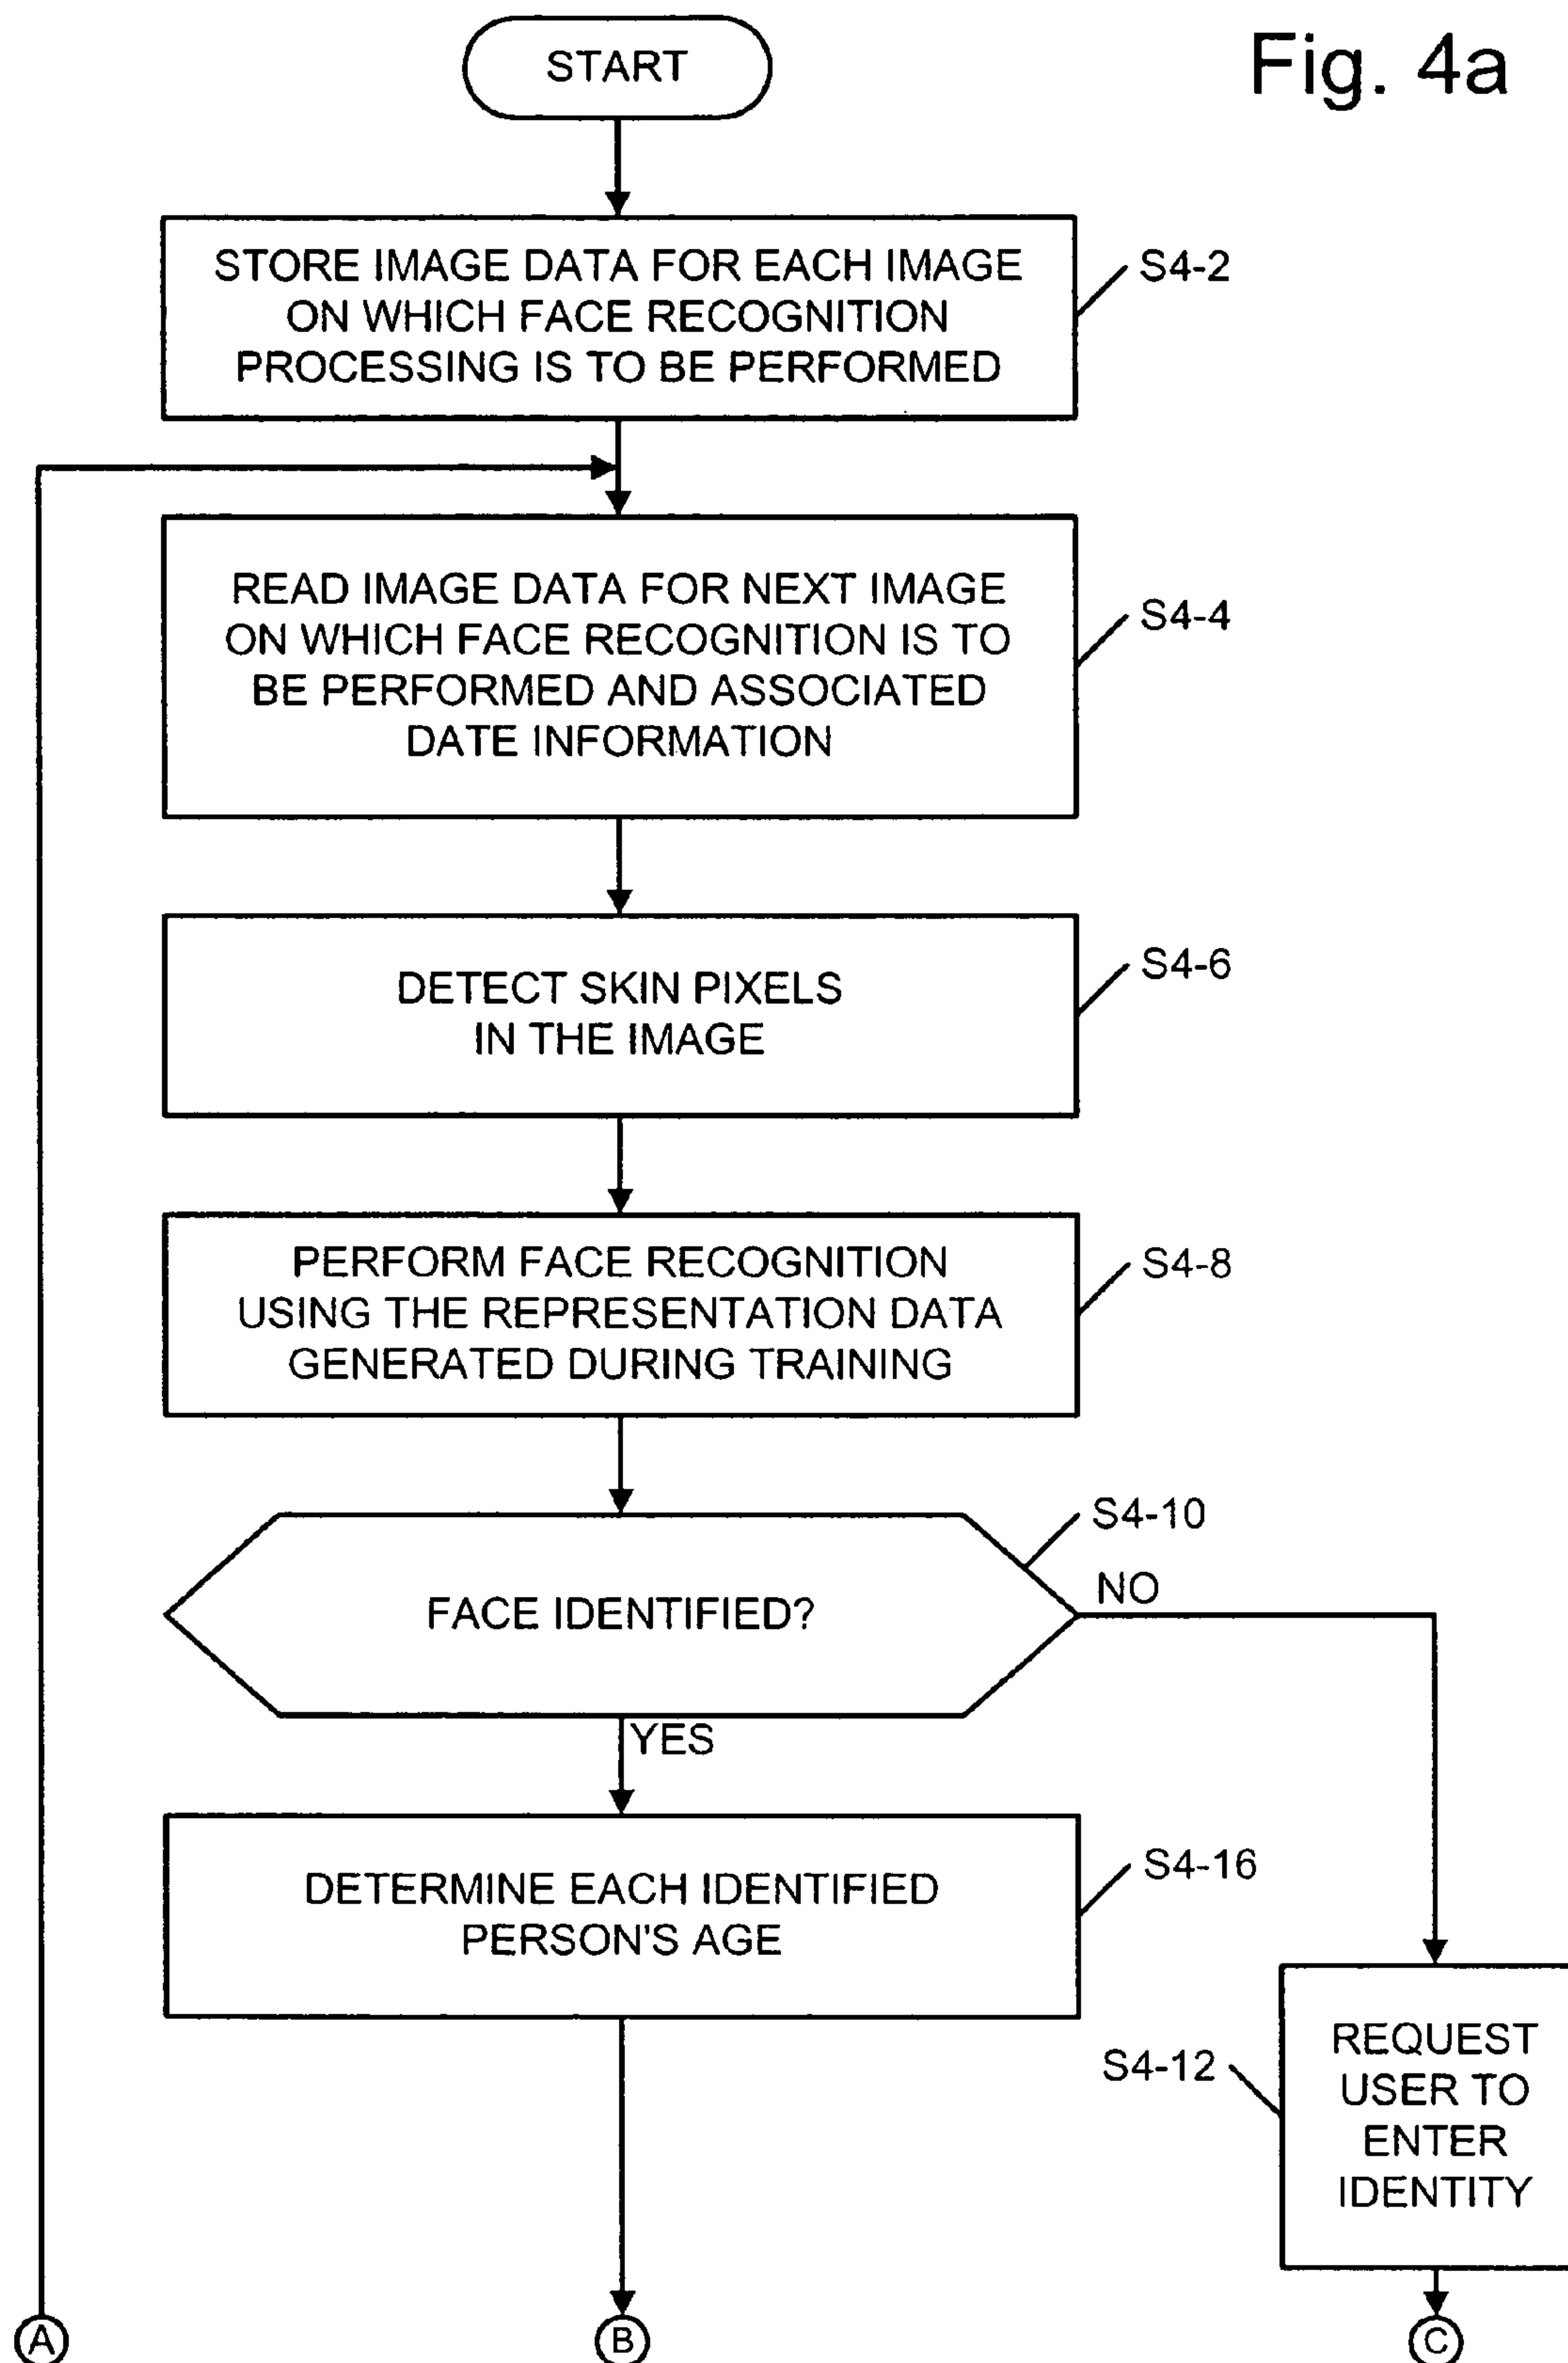 Fig. 4a
START
STORE IMAGE DATA FOR EACH IMAGE
ON WHICH FACE RECOGNITION
PROCESSING IS TO BE PERFORMED
S4-2
READ IMAGE DATA FOR NEXT IMAGE
ON WHICH FACE RECOGNITION IS TO
BE PERFORMED AND ASSOCIATED
DATE INFORMATION
S4-4
DETECT SKIN PIXELS
IN THE IMAGE
S4-6
PERFORM FACE RECOGNITION
USING THE REPRESENTATION DATA
GENERATED DURING TRAINING
S4-8
FACE IDENTIFIED?
S4-10
NO
YES
DETERMINE EACH IDENTIFIED
PERSON'S AGE
S4-16
REQUEST
USER TO
ENTER
IDENTITY
S4-12
A
B
C